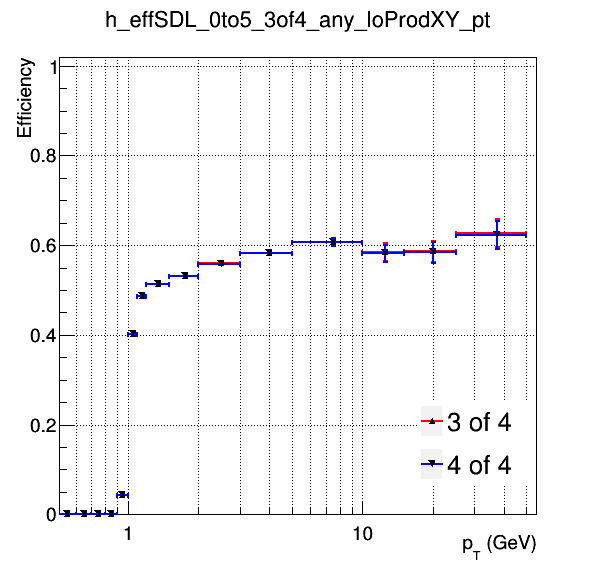 h_effSDL_0to5_3of4_any_loProdXY_pt
Efficiency
1
0.8
0.6
0.4
0.2
0
3 of 4
4 of 4
1
10
p_T (GeV)